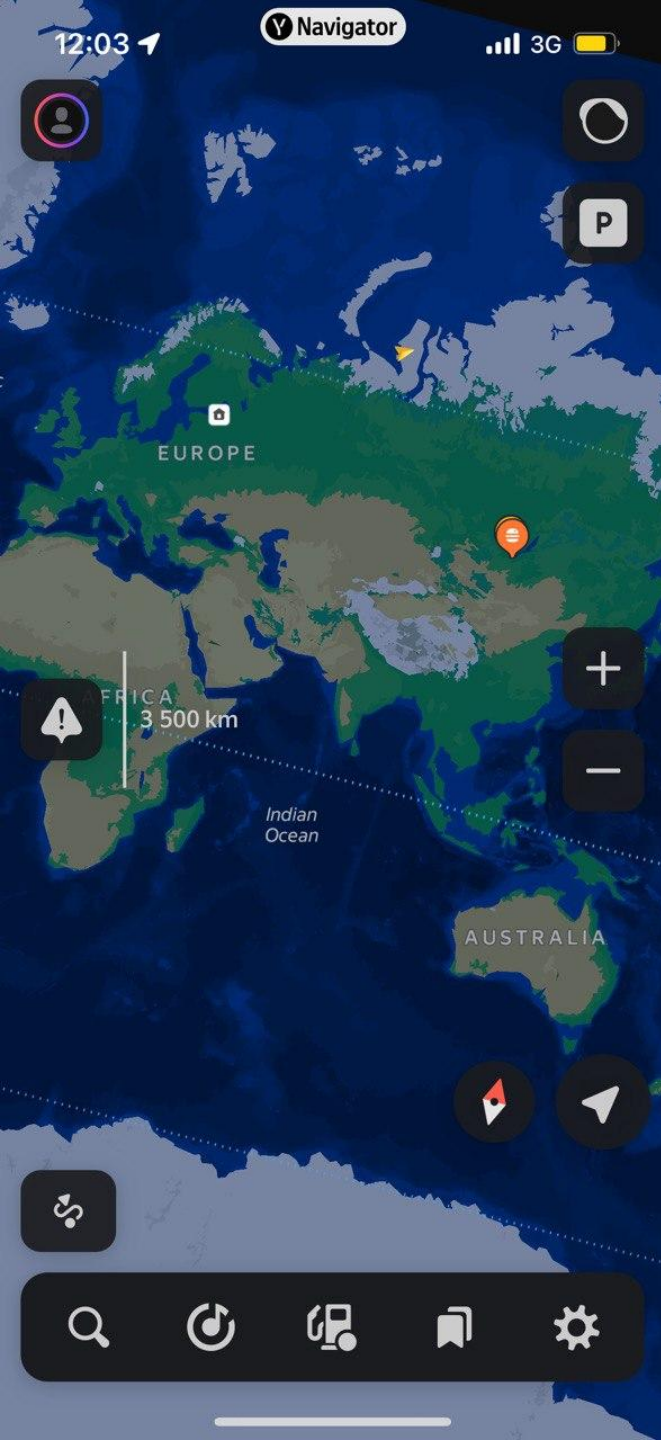 12:03
Navigator
3G
P
EUROPE
AFRICA
3 500 km
Indian
Ocean
AUSTRALIA